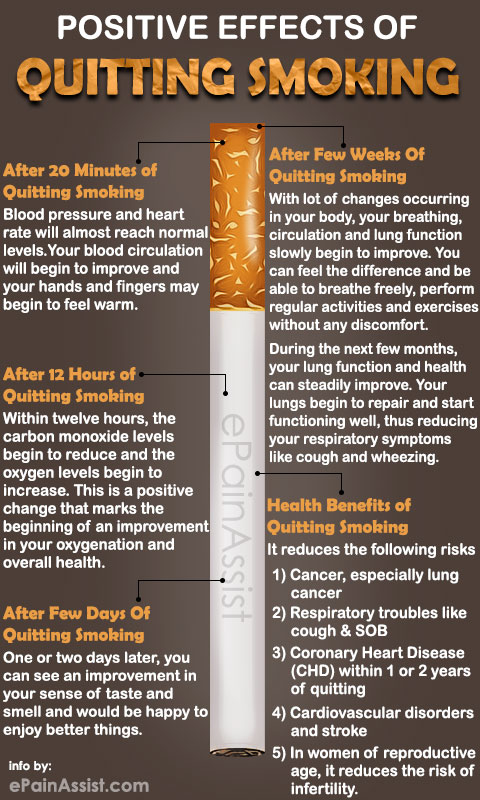 POSITIVE EFFECTS OF
QUITTING SMOKING
After 20 Minutes of
Quitting Smoking
Blood pressure and heart
rate will almost reach normal
levels.Your blood circulation
will begin to improve and
your hands and fingers may
begin to feel warm.
After 12 Hours of
Quitting Smoking
Within twelve hours, the
carbon monoxide levels
begin to reduce and the
oxygen levels begin to
increase. This is a positive
change that marks the
beginning of an improvement
in your oxygenation and
overall health.
After Few Days Of
Quitting Smoking
One or two days later, you
can see an improvement in
your sense of taste and
smell and would be happy to
enjoy better things.
info by:
ePainAssist.com
ePainAssist
After Few Weeks Of
Quitting Smoking
With lot of changes occurring
in your body, your breathing,
circulation and lung function
slowly begin to improve. You
can feel the difference and be
able to breathe freely, perform
regular activities and exercises
without any discomfort.
During the next few months,
your lung function and health
can steadily improve. Your
lungs begin to repair and start
functioning well, thus reducing
your respiratory symptoms
like cough and wheezing.
Health Benefits of
Quitting Smoking
It reduces the following risks
1) Cancer, especially lung
cancer
2) Respiratory troubles like
cough & SOB
3) Coronary Heart Disease
(CHD) within 1 or 2 years
of quitting
4) Cardiovascular disorders
and stroke
5) In women of reproductive
age, it reduces the risk of
infertility.